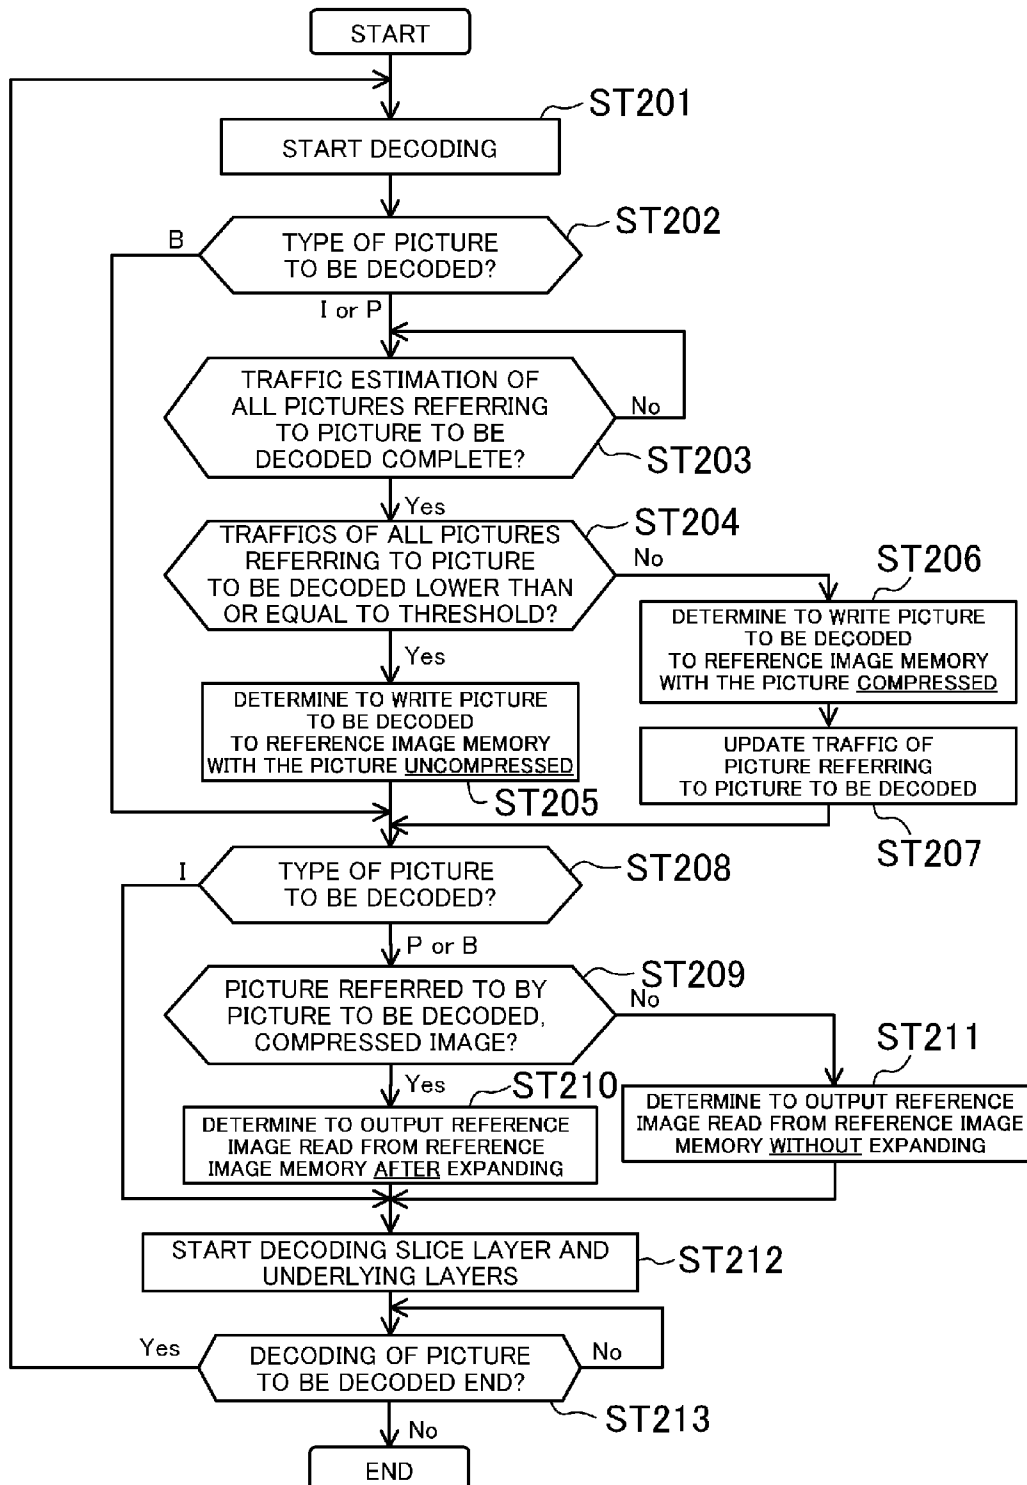 START
ST201
START DECODING
ST202
B
TYPE OF PICTURE
TO BE DECODED?
I or P
TRAFFIC ESTIMATION OF
ALL PICTURES REFERRING
TO PICTURE TO BE
DECODED COMPLETE?
No
ST203
Yes
ST204
TRAFFICS OF ALL PICTURES
REFERRING TO PICTURE
TO BE DECODED LOWER THAN
OR EQUAL TO THRESHOLD?
No
ST206
DETERMINE TO WRITE PICTURE
TO BE DECODED
TO REFERENCE IMAGE MEMORY
WITH THE PICTURE COMPRESSED
Yes
DETERMINE TO WRITE PICTURE
TO BE DECODED
TO REFERENCE IMAGE MEMORY
WITH THE PICTURE UNCOMPRESSED
ST205
UPDATE TRAFFIC OF
PICTURE REFERRING
TO PICTURE TO BE DECODED
ST207
I
TYPE OF PICTURE
TO BE DECODED?
ST208
P or B
ST209
PICTURE REFERRED TO BY
PICTURE TO BE DECODED,
COMPRESSED IMAGE?
No
ST211
Yes
ST210
DETERMINE TO OUTPUT REFERENCE
IMAGE READ FROM REFERENCE
IMAGE MEMORY AFTER EXPANDING
DETERMINE TO OUTPUT REFERENCE
IMAGE READ FROM REFERENCE IMAGE
MEMORY WITHOUT EXPANDING
START DECODING SLICE LAYER AND
UNDERLYING LAYERS
ST212
Yes
DECODING OF PICTURE
TO BE DECODED END?
No
ST213
No
END